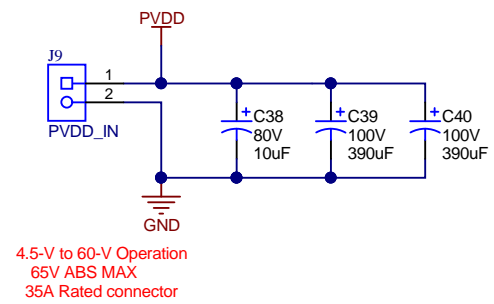 PVDD
J9
1
2
PVDD_IN
+
C38
80V
10uF
+
C39
100V
390uF
+
C40
100V
390uF
GND
4.5-V to 60-V Operation
65V ABS MAX
35A Rated connector